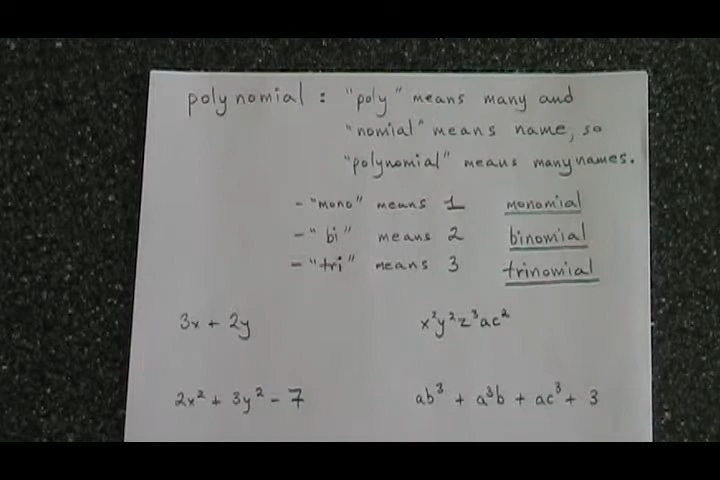 polynomial : "poly" means many and
"nomial" means name, so
"polynomial" means many names.
- "mono" means 1 monomial
- "bi" means 2 binomial
- "tri" means 3 trinomial
3x + 2y x²y²z³ac²
2x² + 3y² - 7 ab³ + a³b + ac³ + 3